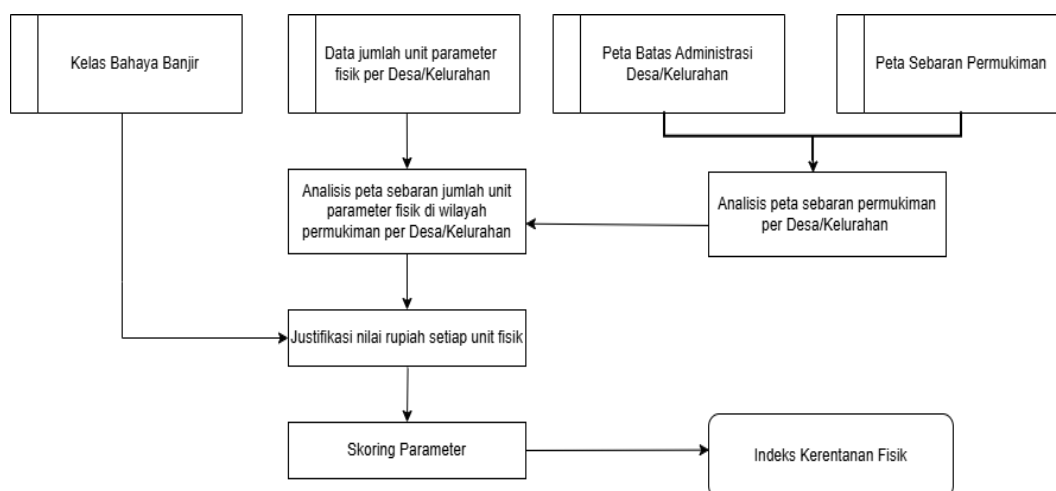 Kelas Bahaya Banjir
Data jumlah unit parameter
fisik per Desa/Kelurahan
Peta Batas Administrasi
Desa/Kelurahan
Peta Sebaran Permukiman
Analisis peta sebaran jumlah unit
parameter fisik di wilayah
permukiman per Desa/Kelurahan
Analisis peta sebaran permukiman
per Desa/Kelurahan
Justifikasi nilai rupiah setiap unit fisik
Skoring Parameter
Indeks Kerentanan Fisik